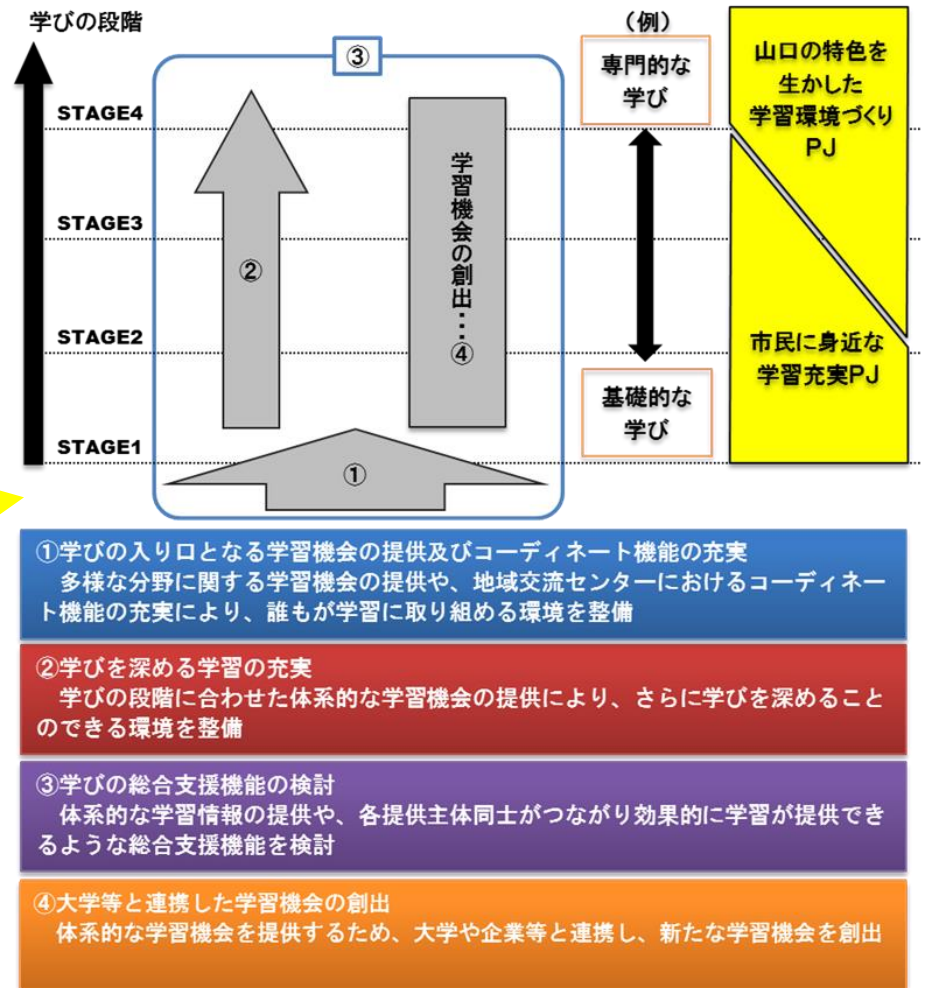 学びの段階
(例)
③
専門的な
学び
山口の特色を
生かした
学習環境づくり
PJ
STAGE4
STAGE3
STAGE2
STAGE1
②
学習機会の創出…④
①
基礎的な
学び
市民に身近な
学習充実PJ
①学びの入り口となる学習機会の提供及びコーディネート機能の充実
多様な分野に関する学習機会の提供や、地域交流センターにおけるコーディネー
ト機能の充実により、誰もが学習に取り組める環境を整備
②学びを深める学習の充実
学びの段階に合わせた体系的な学習機会の提供により、さらに学びを深めること
のできる環境を整備
③学びの総合支援機能の検討
体系的な学習情報の提供や、各提供主体同士がつながり効果的に学習が提供でき
るような総合支援機能を検討
④大学等と連携した学習機会の創出
体系的な学習機会を提供するため、大学や企業等と連携し、新たな学習機会を創出